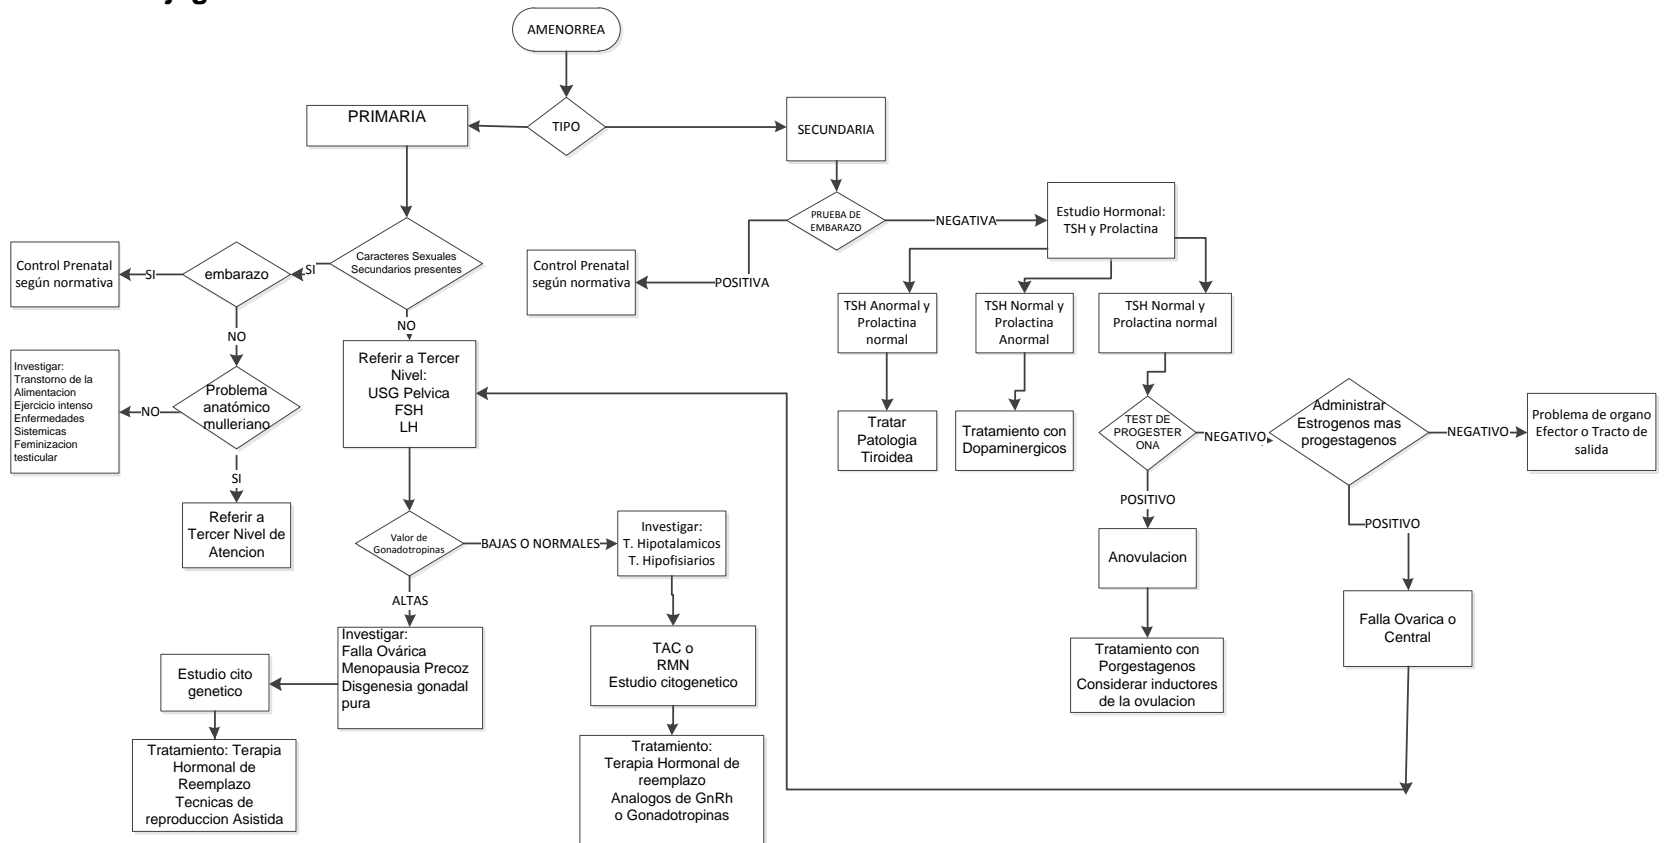 AMENORREA
TIPO
PRIMARIA
SECUNDARIA
PRUEBA DE
EMBARAZO
NEGATIVA
Estudio Hormonal:
TSH y Prolactina
POSITIVA
Control Prenatal
según normativa
Caracteres Sexuales
Secundarios presentes
SI
embarazo
SI
Control Prenatal
según normativa
NO
NO
Problema
anatómico
mulleriano
NO
Investigar:
Transtorno de la
Alimentacion
Ejercicio intenso
Enfermedades
Sistemicas
Feminizacion
testicular
SI
Referir a
Tercer Nivel de
Atencion
Referir a Tercer
Nivel:
USG Pelvica
FSH
LH
Valor de
Gonadotropinas
BAJAS O NORMALES
Investigar:
T. Hipotalamicos
T. Hipofisiarios
ALTAS
Investigar:
Falla Ovárica
Menopausia Precoz
Disgenesia gonadal
pura
Estudio cito
genetico
Tratamiento: Terapia
Hormonal de
Reemplazo
Tecnicas de
reproduccion Asistida
TAC o
RMN
Estudio citogenetico
Tratamiento:
Terapia Hormonal de
reemplazo
Analogos de GnRh
o Gonadotropinas
TSH Anormal y
Prolactina
normal
TSH Normal y
Prolactina
Anormal
TSH Normal y
Prolactina normal
Tratar
Patologia
Tiroidea
Tratamiento con
Dopaminergicos
TEST DE
PROGESTER
ONA
NEGATIVO
Administrar
Estrogenos mas
progestagenos
NEGATIVO
Problema de organo
Efector o Tracto de
salida
POSITIVO
Anovulacion
Tratamiento con
Porgestagenos
Considerar inductores
de la ovulacion
POSITIVO
Falla Ovarica o
Central